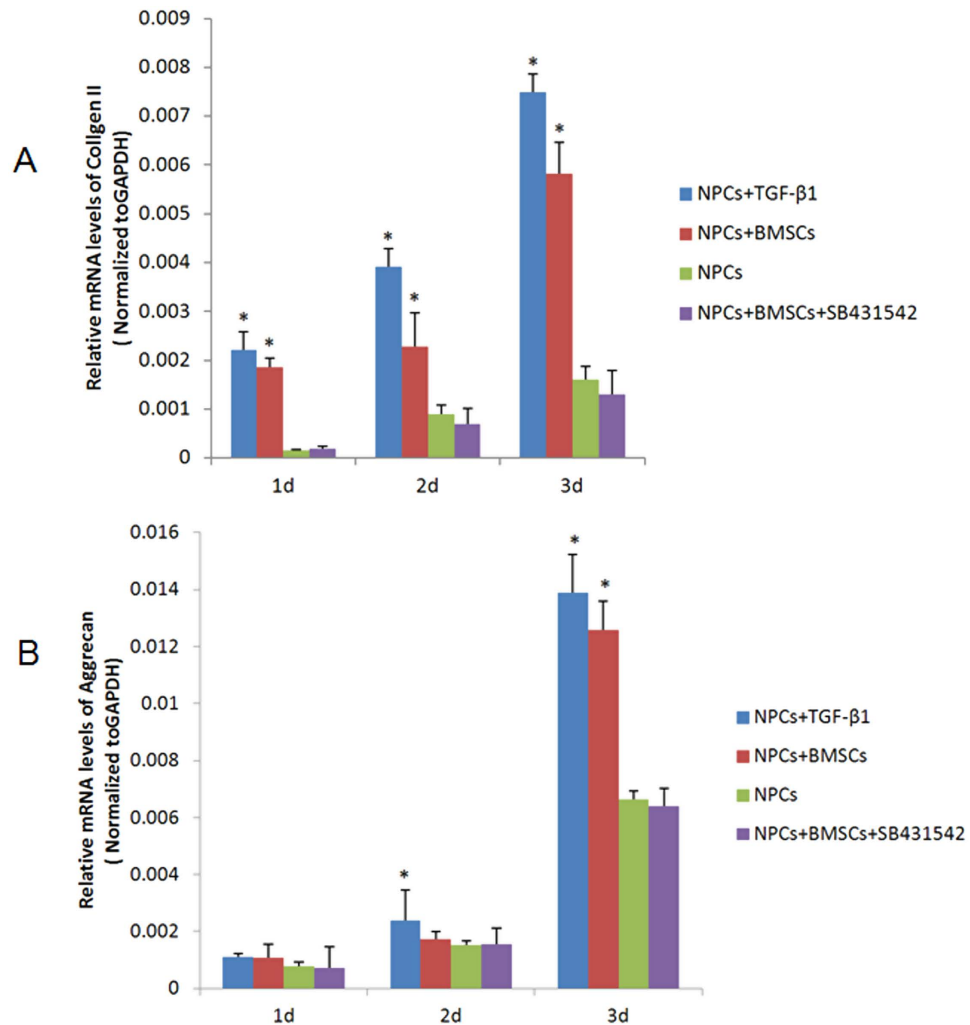 A
Relative mRNA levels of Collgen II
( Normalized toGAPDH)
0.009
0.008
0.007
0.006
0.005
0.004
0.003
0.002
0.001
0
*
*
*
*
*
*
1d
2d
3d
NPCs+TGF-β1
NPCs+BMSCs
NPCs
NPCs+BMSCs+SB431542
B
Relative mRNA levels of Aggrecan
( Normalized toGAPDH)
0.016
0.014
0.012
0.01
0.008
0.006
0.004
0.002
0
*
*
*
1d
2d
3d
NPCs+TGF-β1
NPCs+BMSCs
NPCs
NPCs+BMSCs+SB431542